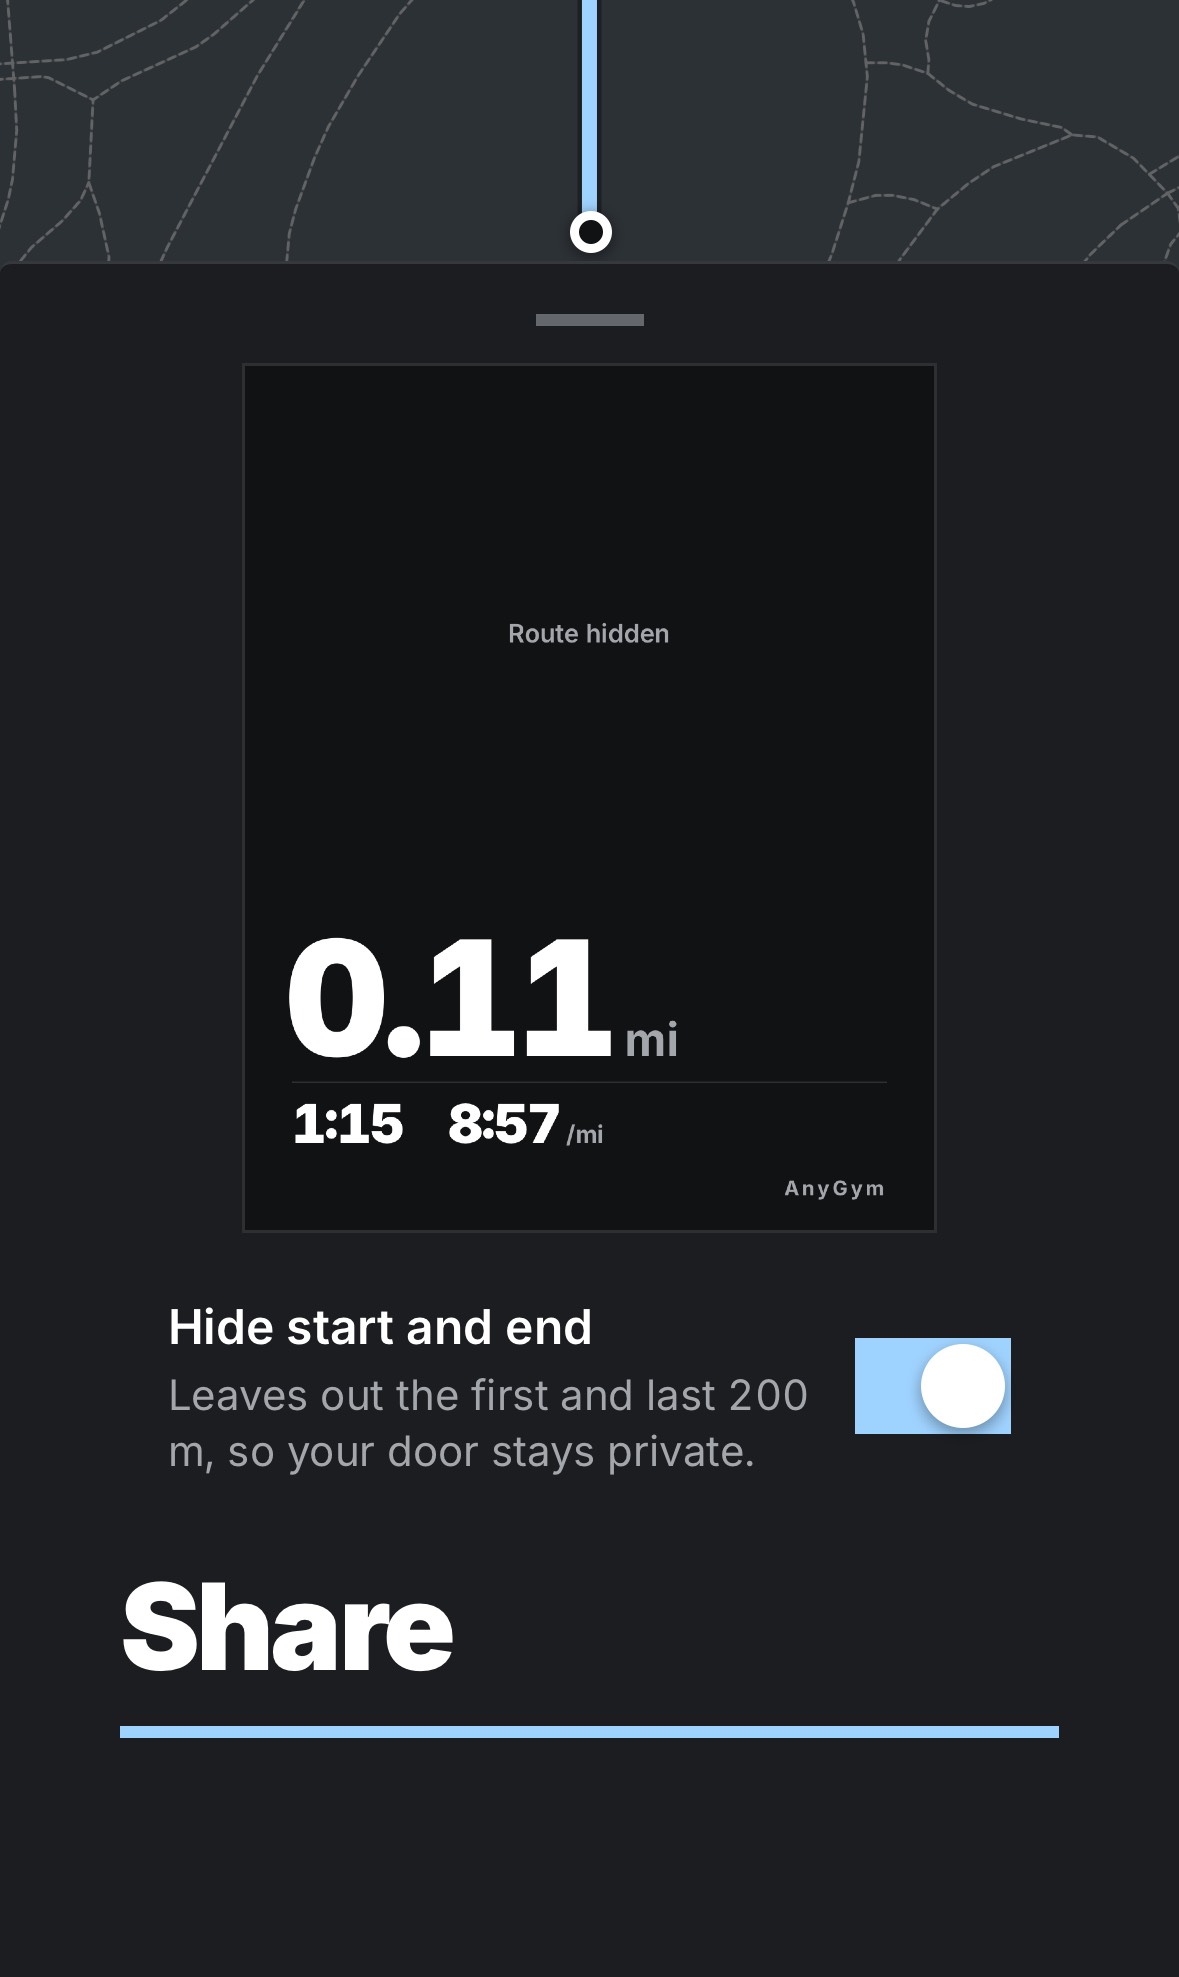 Route hidden
0.11 mi
1:15 8:57 /mi
AnyGym
Hide start and end
Leaves out the first and last 200
m, so your door stays private.
Share